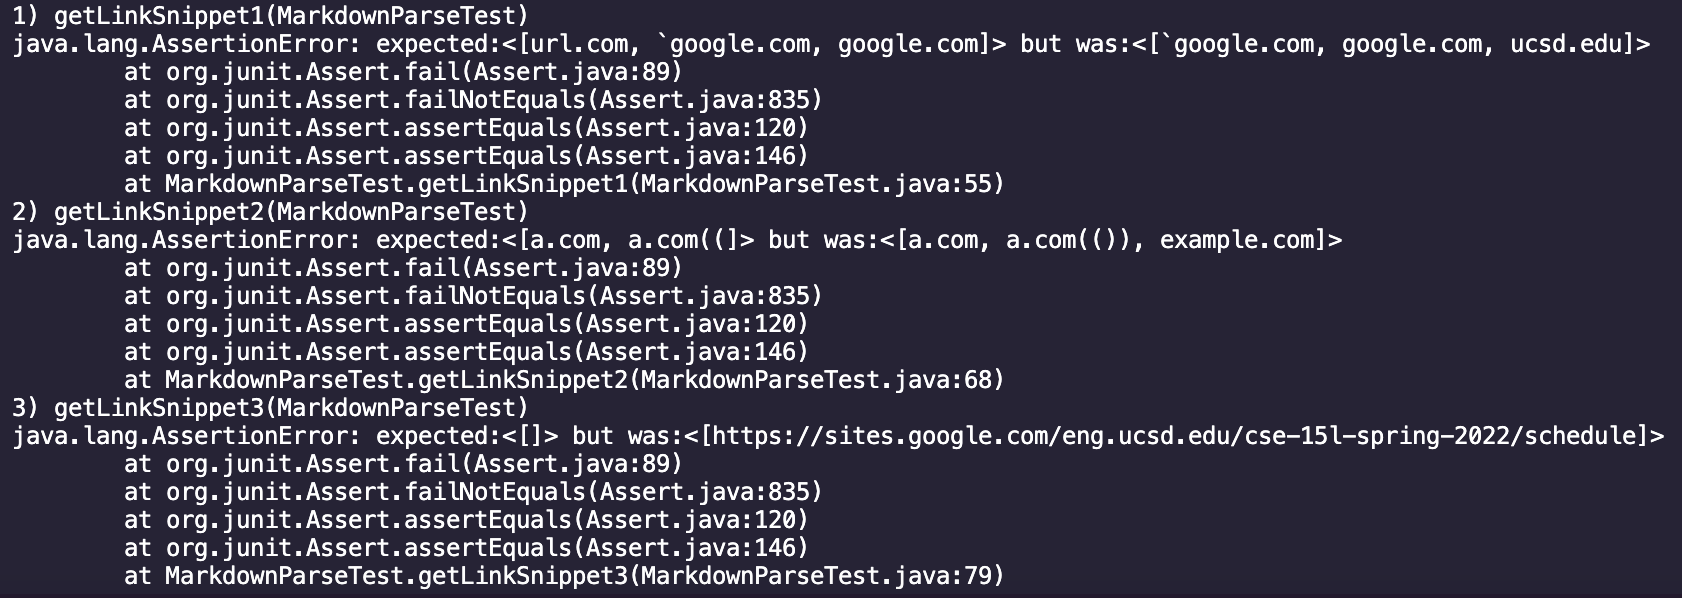 1) getLinkSnippet1(MarkdownParseTest)
java.lang.AssertionError: expected:<[url.com, `google.com, google.com]> but was:<[`google.com, google.com, ucsd.edu]>
        at org.junit.Assert.fail(Assert.java:89)
        at org.junit.Assert.failNotEquals(Assert.java:835)
        at org.junit.Assert.assertEquals(Assert.java:120)
        at org.junit.Assert.assertEquals(Assert.java:146)
        at MarkdownParseTest.getLinkSnippet1(MarkdownParseTest.java:55)
2) getLinkSnippet2(MarkdownParseTest)
java.lang.AssertionError: expected:<[a.com, a.com((]> but was:<[a.com, a.com(()), example.com]>
        at org.junit.Assert.fail(Assert.java:89)
        at org.junit.Assert.failNotEquals(Assert.java:835)
        at org.junit.Assert.assertEquals(Assert.java:120)
        at org.junit.Assert.assertEquals(Assert.java:146)
        at MarkdownParseTest.getLinkSnippet2(MarkdownParseTest.java:68)
3) getLinkSnippet3(MarkdownParseTest)
java.lang.AssertionError: expected:<[]> but was:<[https://sites.google.com/eng.ucsd.edu/cse-15l-spring-2022/schedule]>
        at org.junit.Assert.fail(Assert.java:89)
        at org.junit.Assert.failNotEquals(Assert.java:835)
        at org.junit.Assert.assertEquals(Assert.java:120)
        at org.junit.Assert.assertEquals(Assert.java:146)
        at MarkdownParseTest.getLinkSnippet3(MarkdownParseTest.java:79)